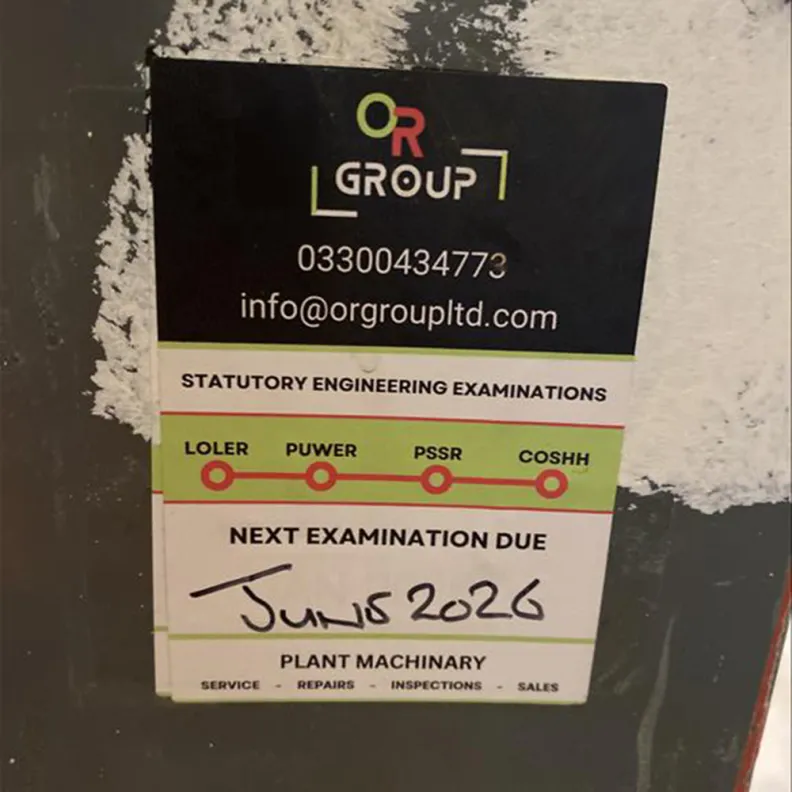 OR
GROUP
03300434773
info@orgroupltd.com
STATUTORY ENGINEERING EXAMINATIONS
LOLER PUWER PSSR COSHH
NEXT EXAMINATION DUE
June 2026
PLANT MACHINARY
SERVICE - REPAIRS - INSPECTIONS - SALES